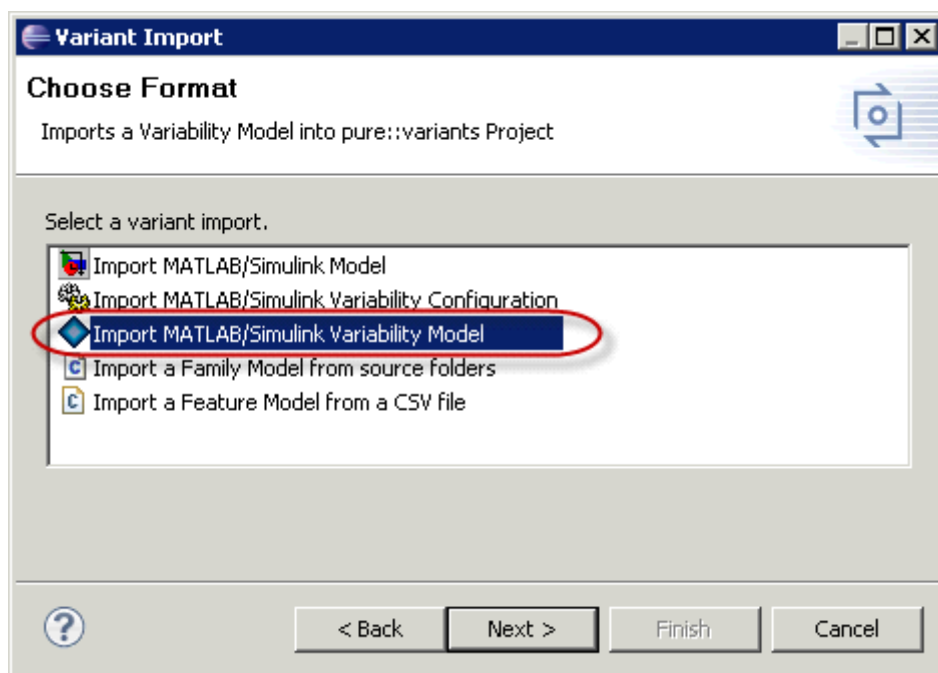 Variant Import
Choose Format
Imports a Variability Model into pure::variants Project
Select a variant import.
Import MATLAB/Simulink Model
Import MATLAB/Simulink Variability Configuration
Import MATLAB/Simulink Variability Model
C Import a Family Model from source folders
C Import a Feature Model from a CSV file
? < Back Next > Finish Cancel